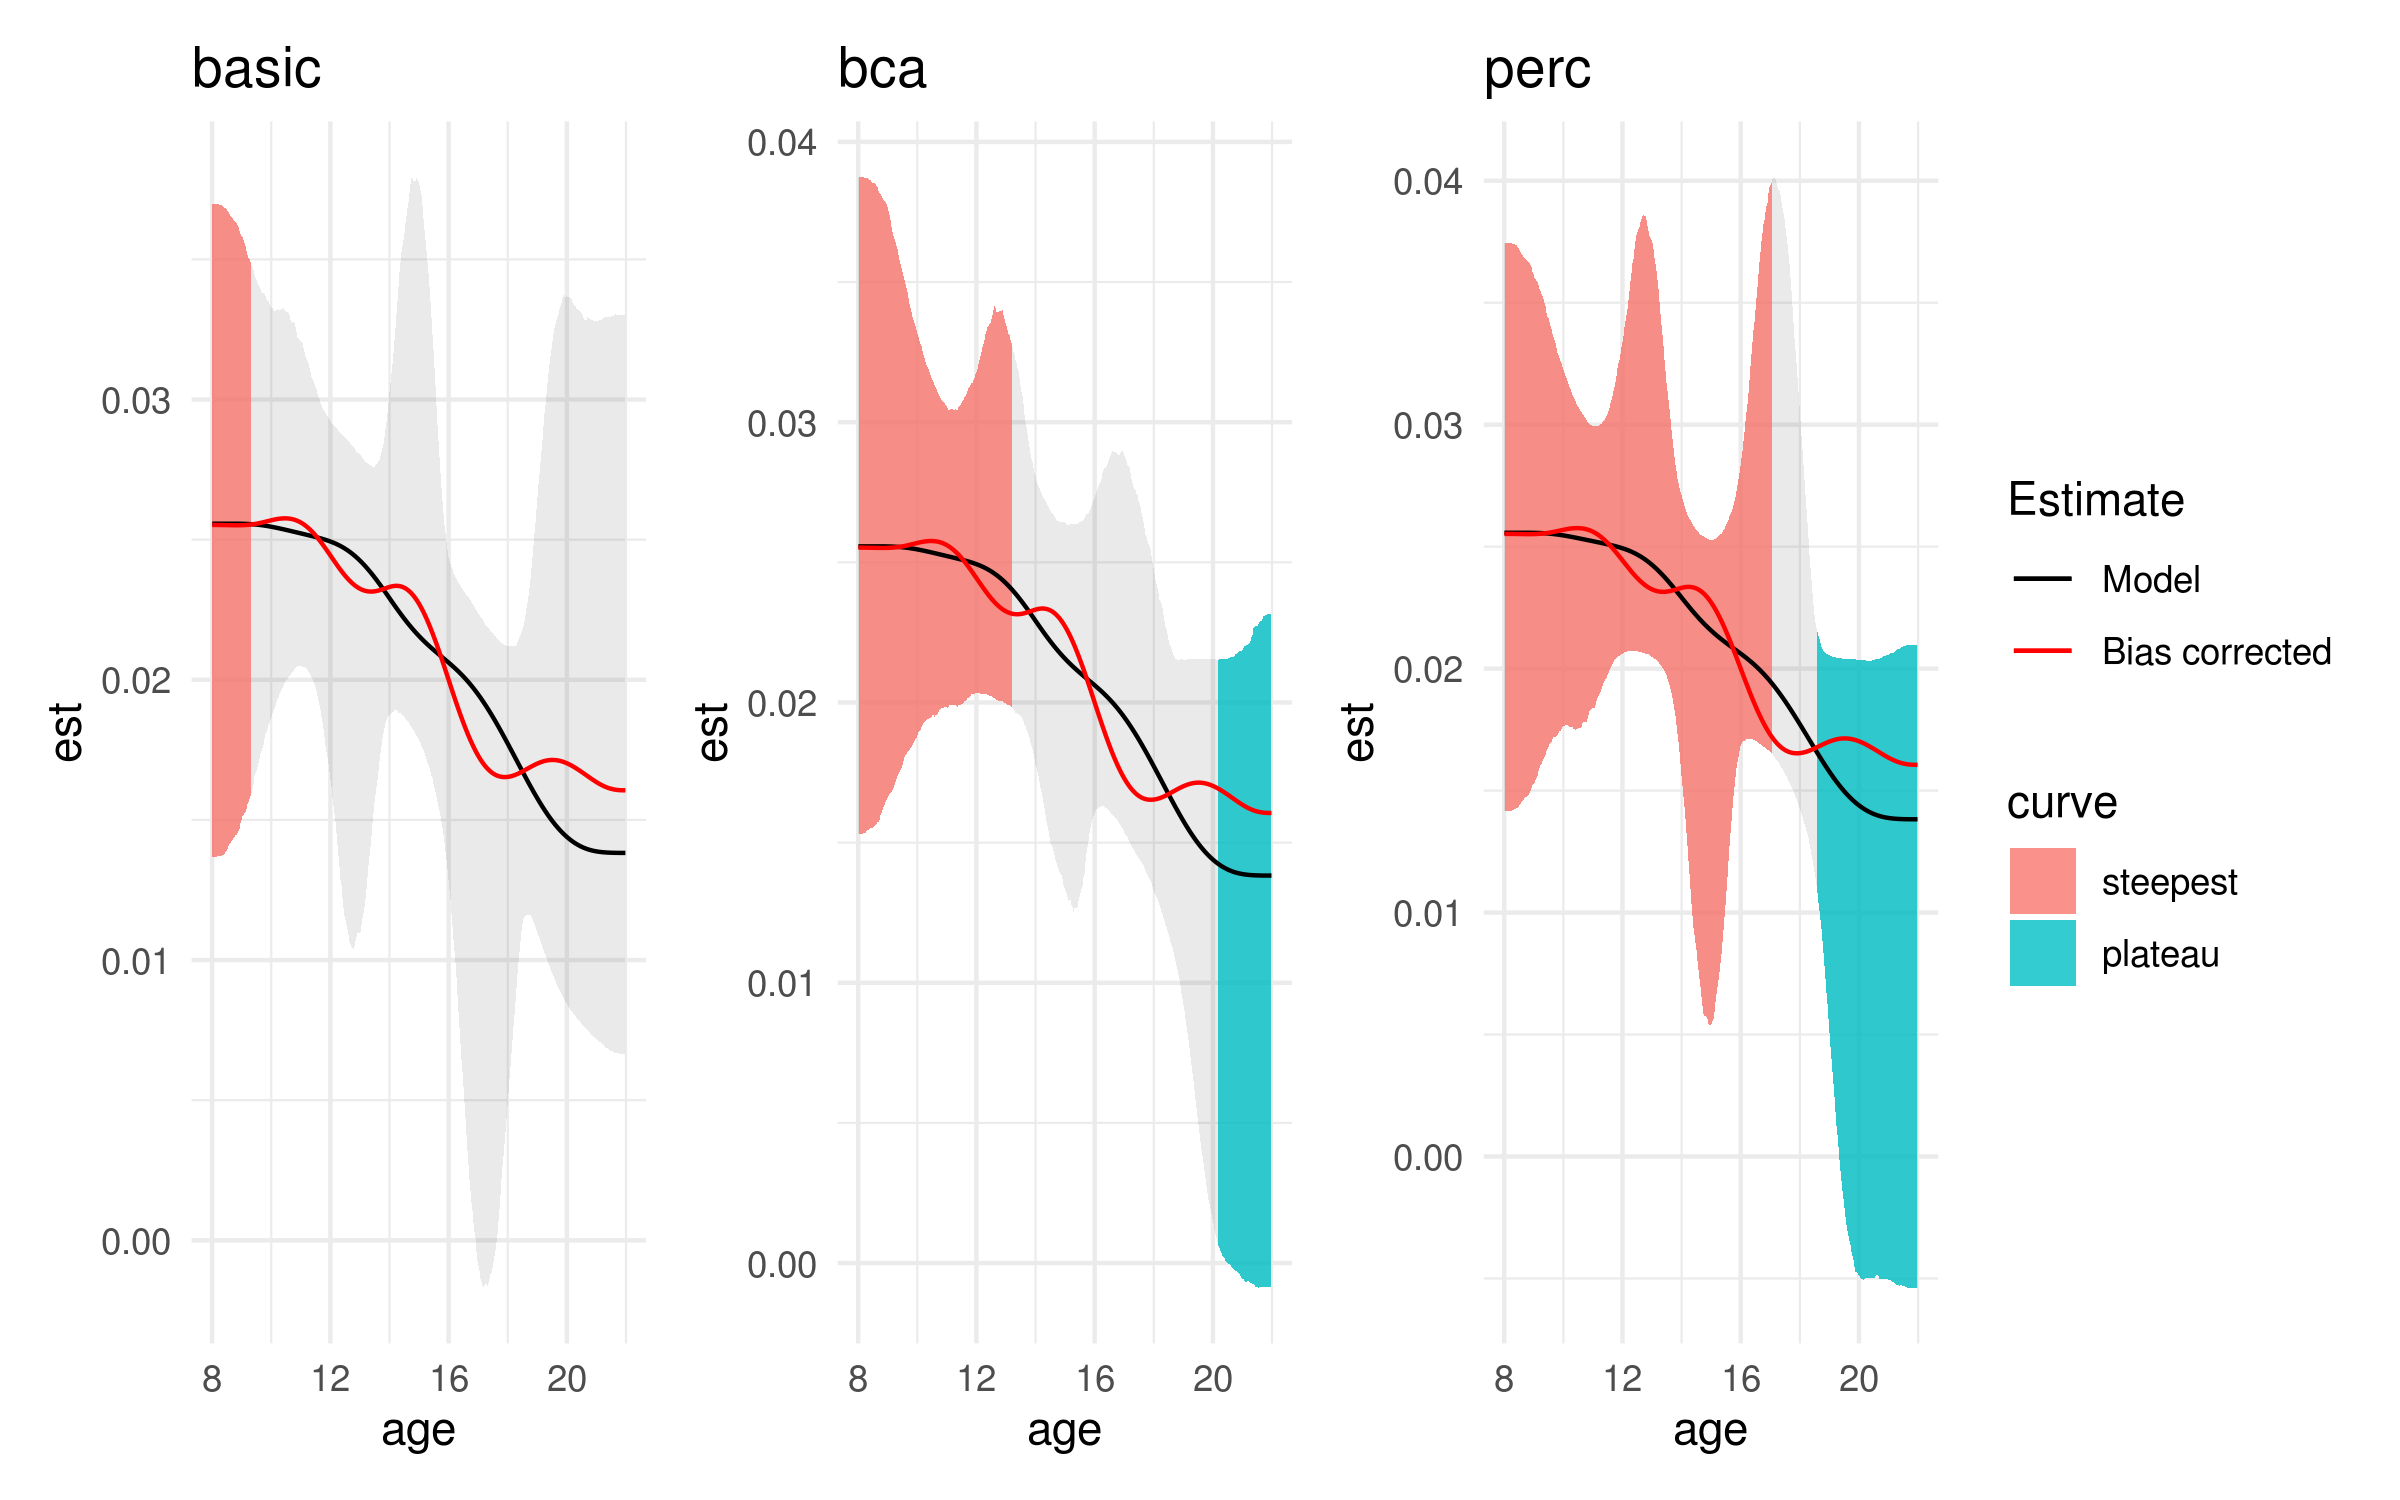 basic
bca
perc
0.03
0.02
0.01
0.00
est
8 12 16 20
age
0.04
0.03
0.02
0.01
0.00
est
8 12 16 20
age
0.04
0.03
0.02
0.01
0.00
est
8 12 16 20
age
Estimate
Model
Bias corrected
curve
steepest
plateau